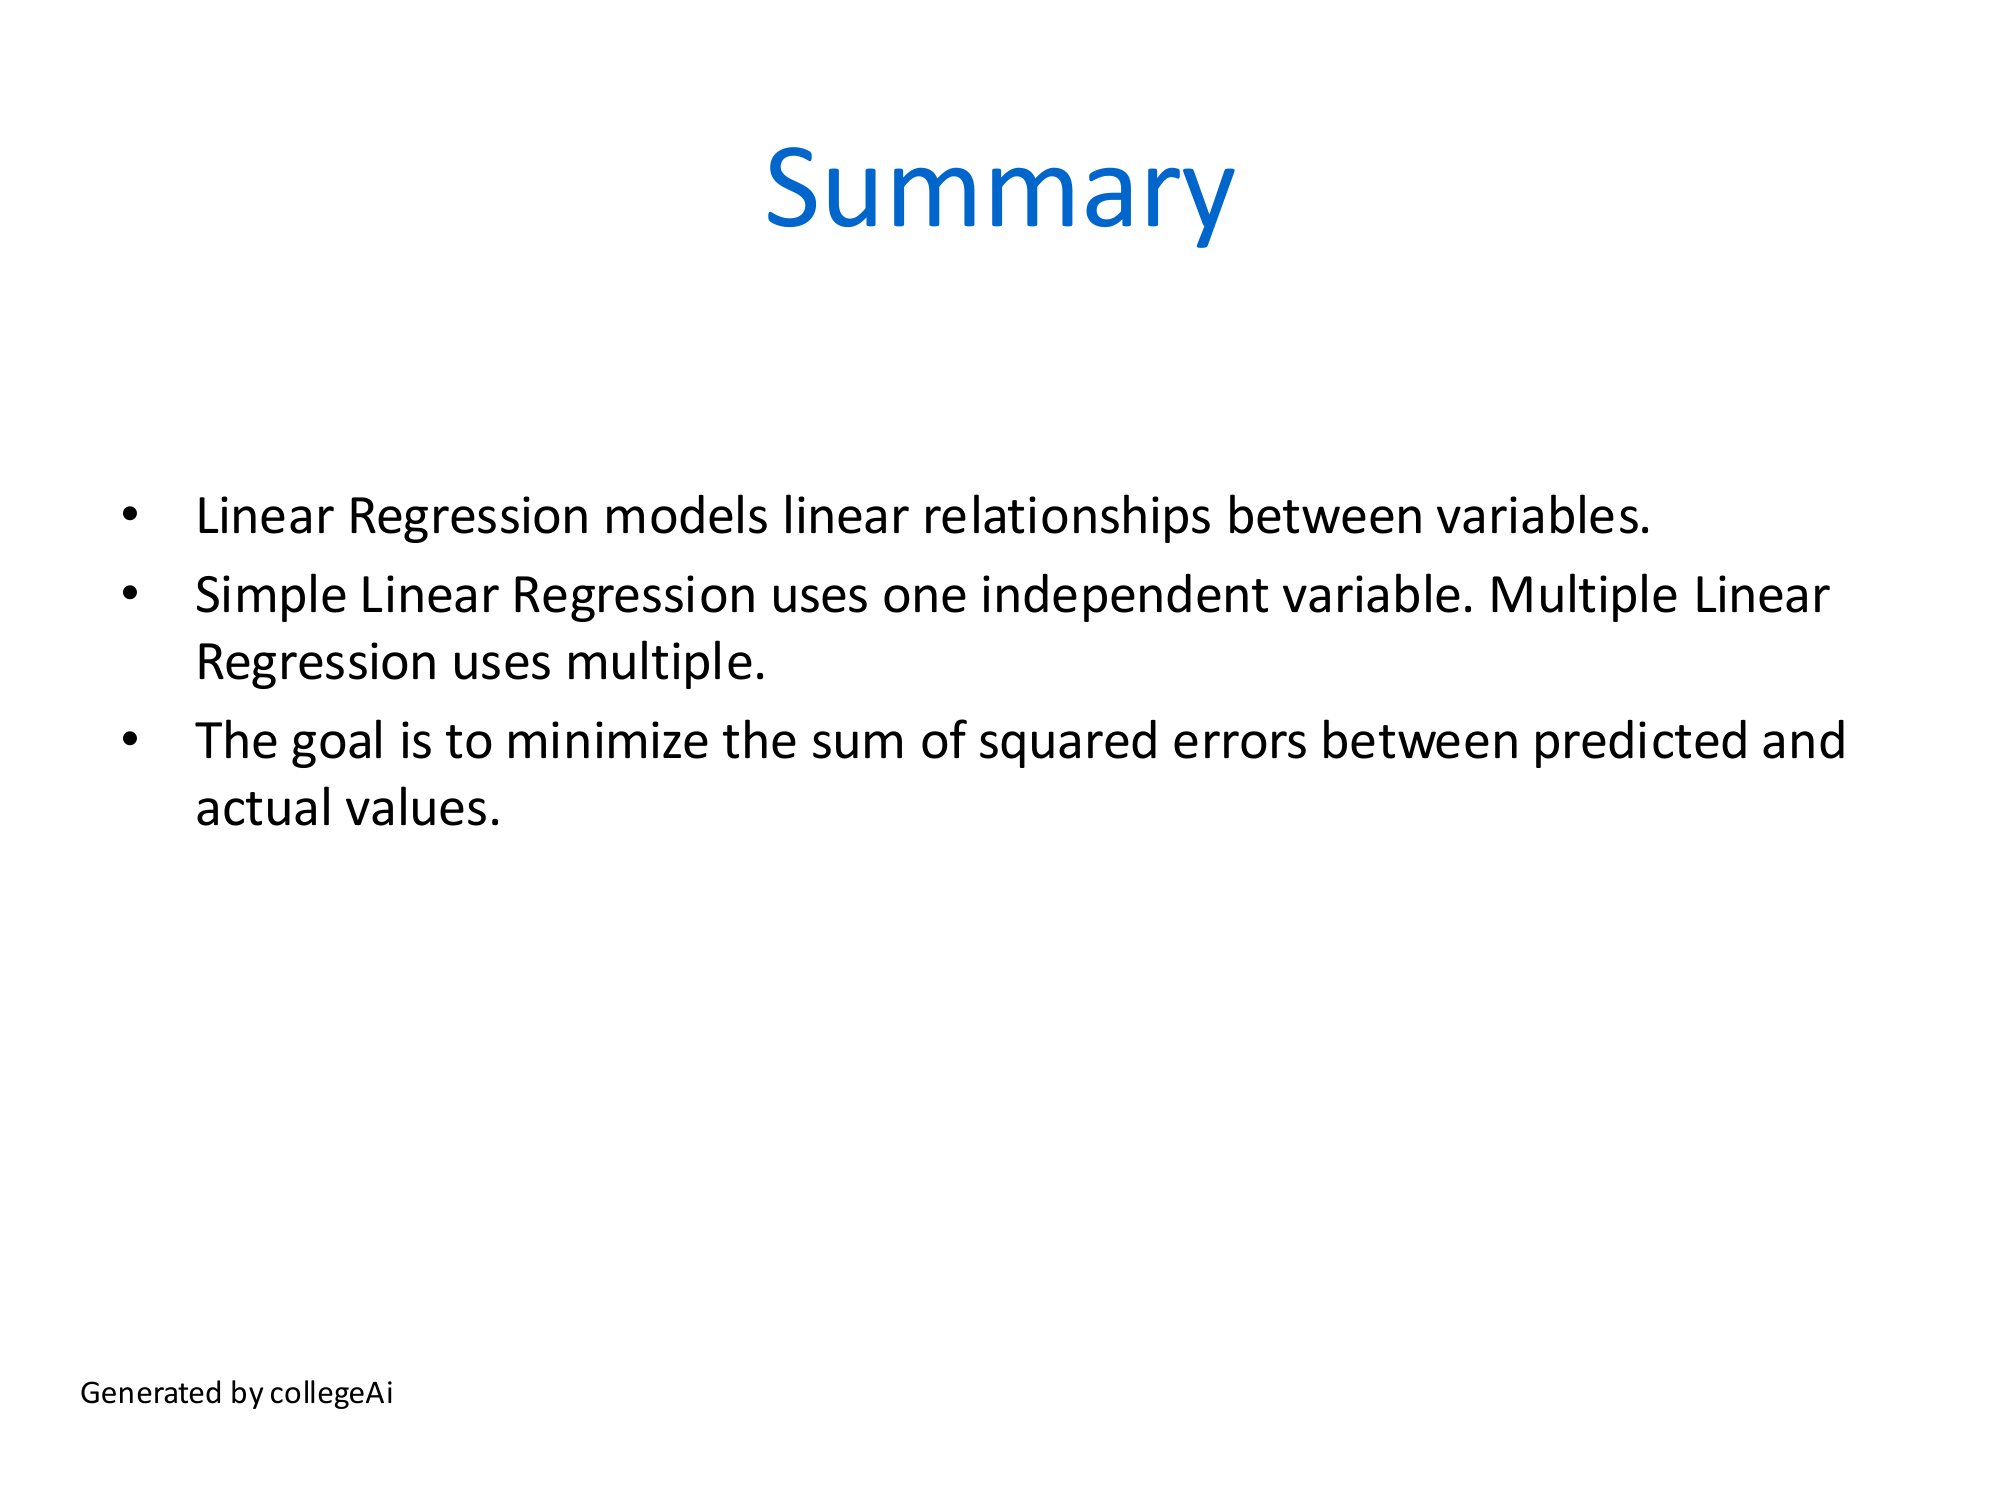 Summary
• Linear Regression models linear relationships between variables.
• Simple Linear Regression uses one independent variable. Multiple Linear
Regression uses multiple.
• The goal is to minimize the sum of squared errors between predicted and
actual values.
Generated by collegeAi